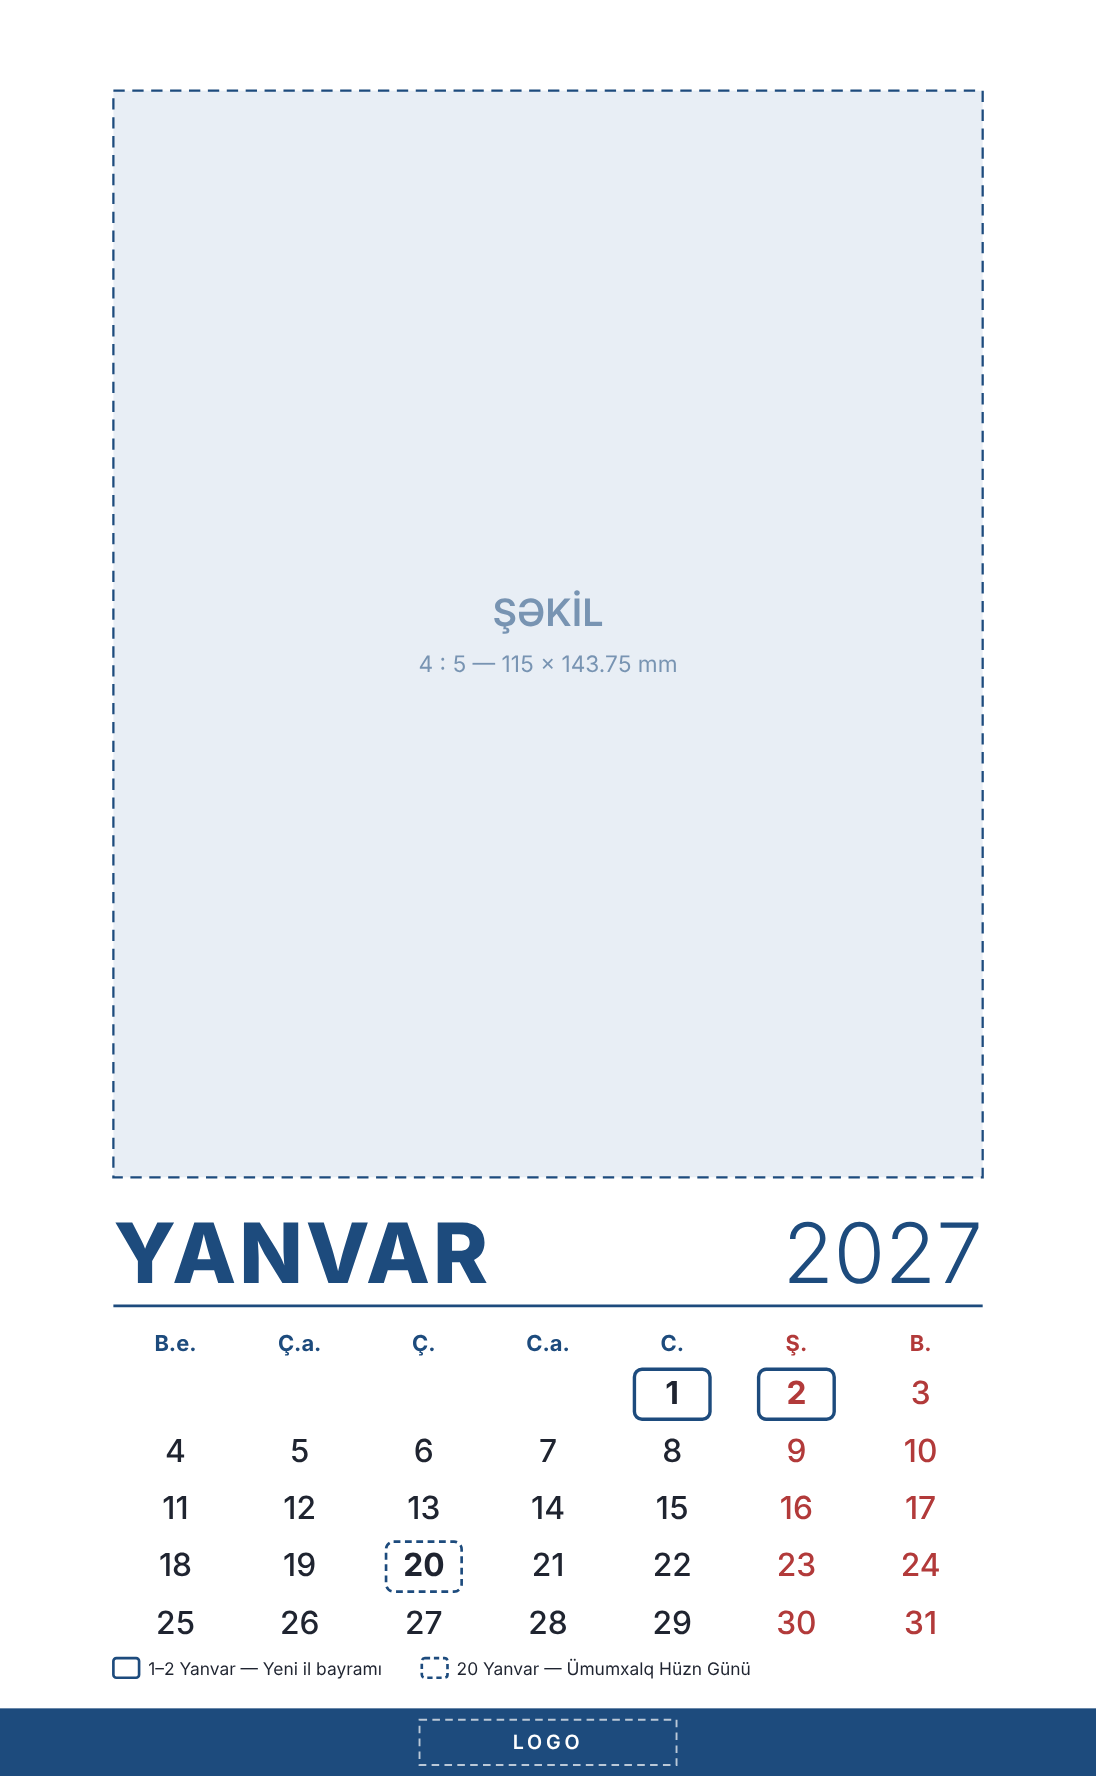 ŞƏKİL
4 : 5 — 115 × 143.75 mm
YANVAR 2027
B.e. Ç.a. Ç. C.a. C. Ş. B.
1 2 3
4 5 6 7 8 9 10
11 12 13 14 15 16 17
18 19 20 21 22 23 24
25 26 27 28 29 30 31
1–2 Yanvar — Yeni il bayramı 20 Yanvar — Ümumxalq Hüzn Günü
LOGO